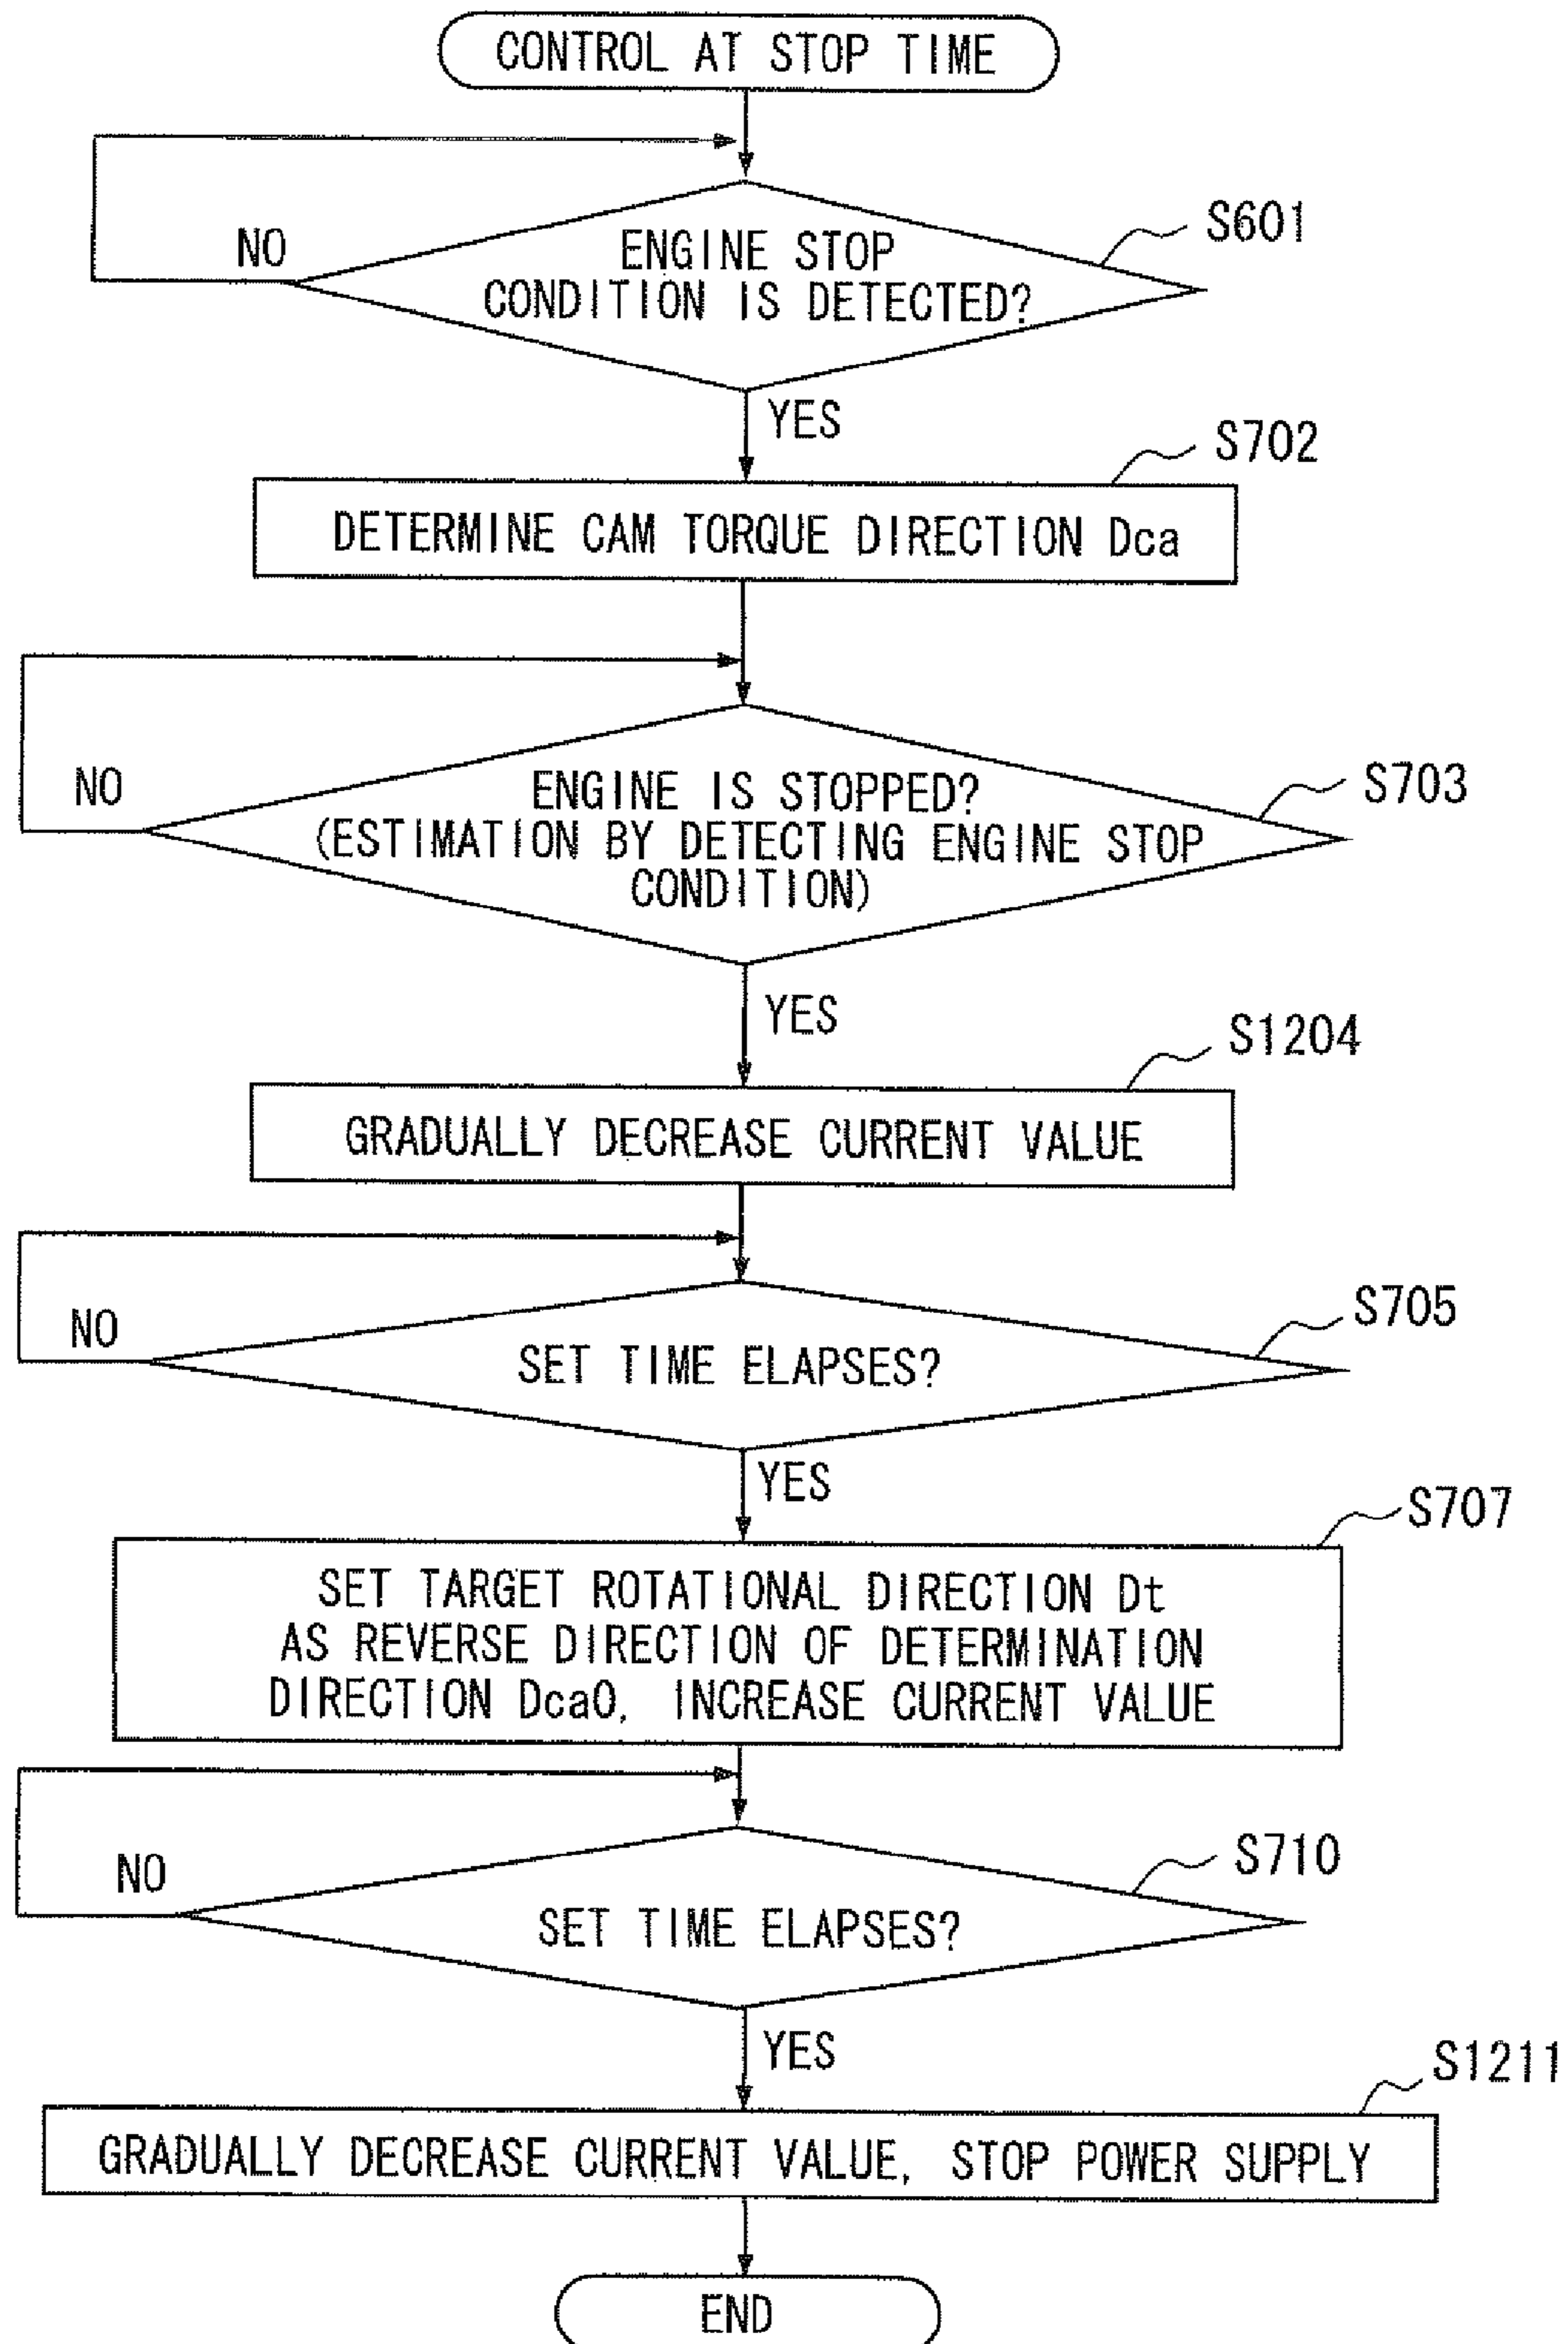 CONTROL AT STOP TIME
NO
ENGINE STOP
CONDITION IS DETECTED?
S601
YES
S702
DETERMINE CAM TORQUE DIRECTION Dca
NO
ENGINE IS STOPPED?
(ESTIMATION BY DETECTING ENGINE STOP
CONDITION)
S703
YES
S1204
GRADUALLY DECREASE CURRENT VALUE
NO
SET TIME ELAPSES?
S705
YES
S707
SET TARGET ROTATIONAL DIRECTION Dt
AS REVERSE DIRECTION OF DETERMINATION
DIRECTION Dca0, INCREASE CURRENT VALUE
NO
SET TIME ELAPSES?
S710
YES
S1211
GRADUALLY DECREASE CURRENT VALUE, STOP POWER SUPPLY
END